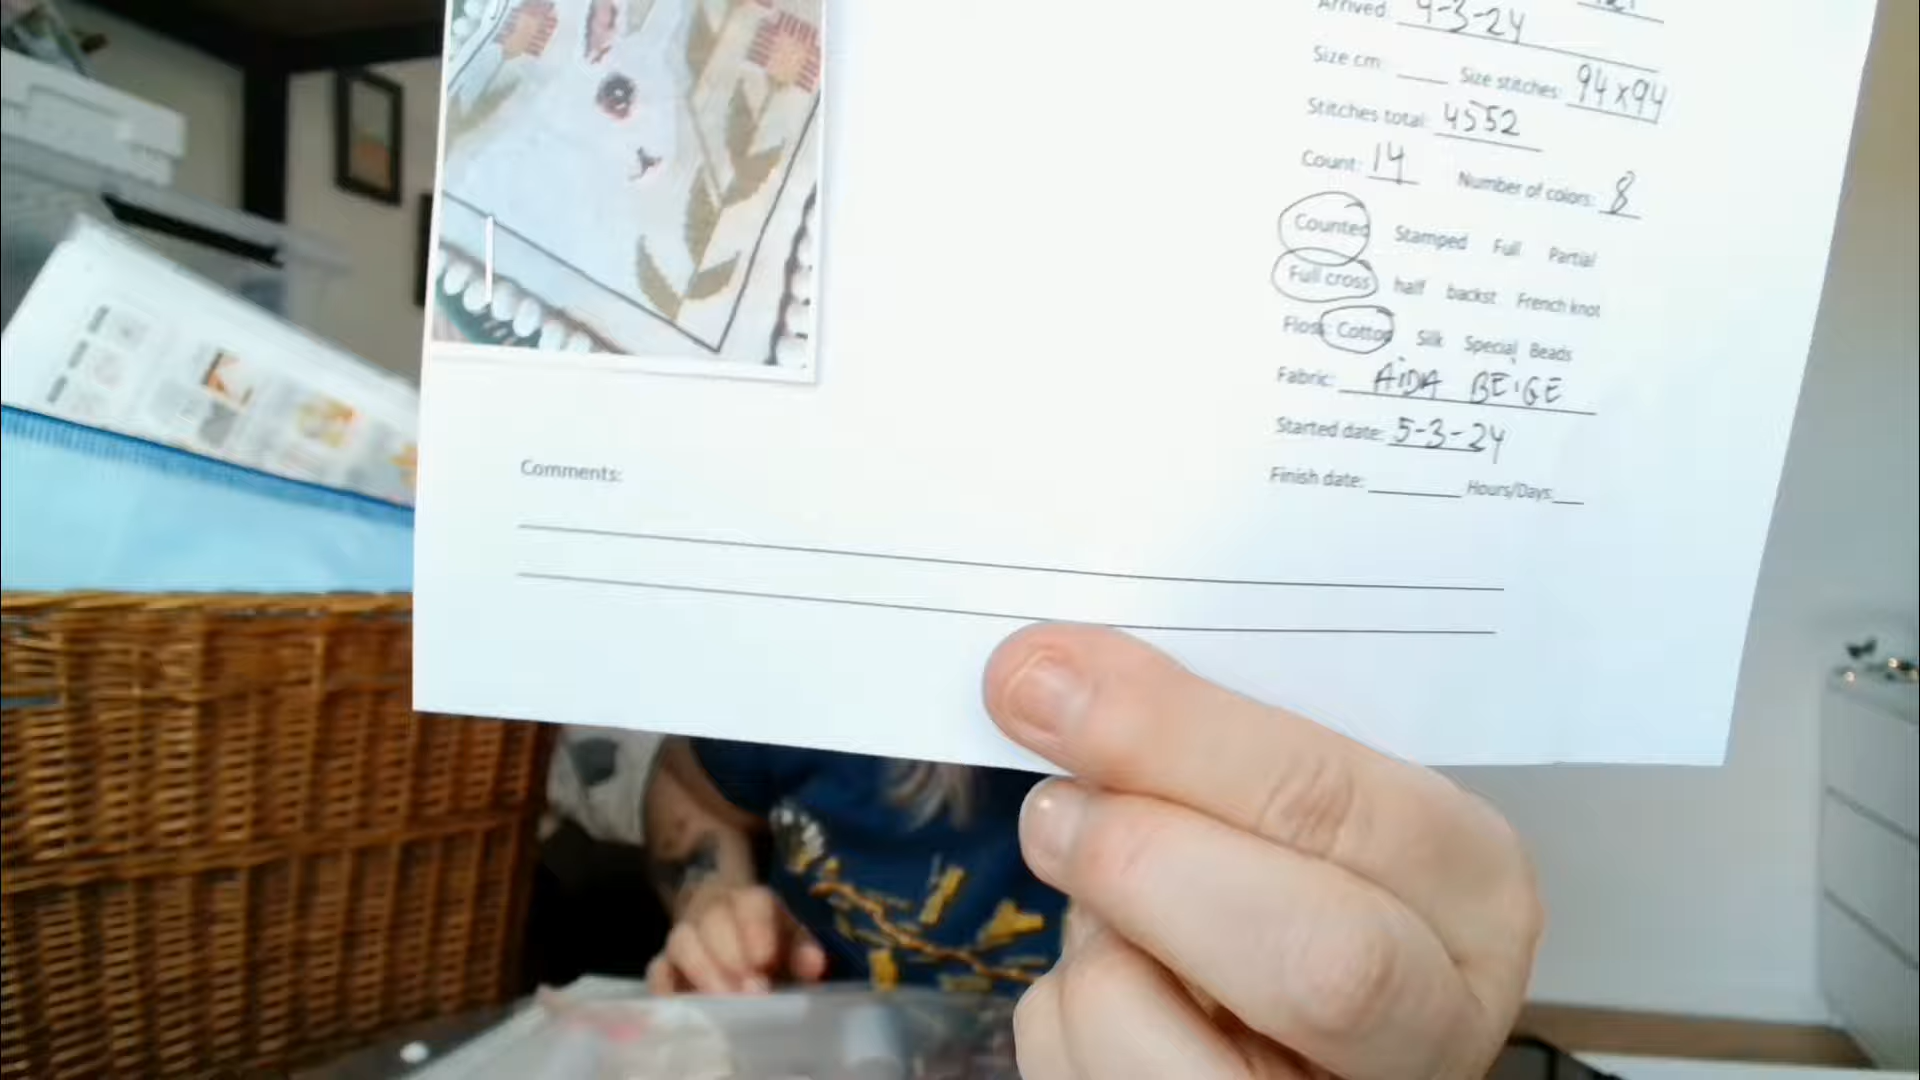 Arrived 4-3-24
Size cm: Size stitches: 94x94
Stitches total: 4552
Count: 14 Number of colors: 8
Counted Stamped Full Partial
Full cross half backst French knot
Floss: Cotton Silk Special Beads
Fabric: AiDA BEiGE
Started date: 5-3-24
Finish date: Hours/Days:
Comments: